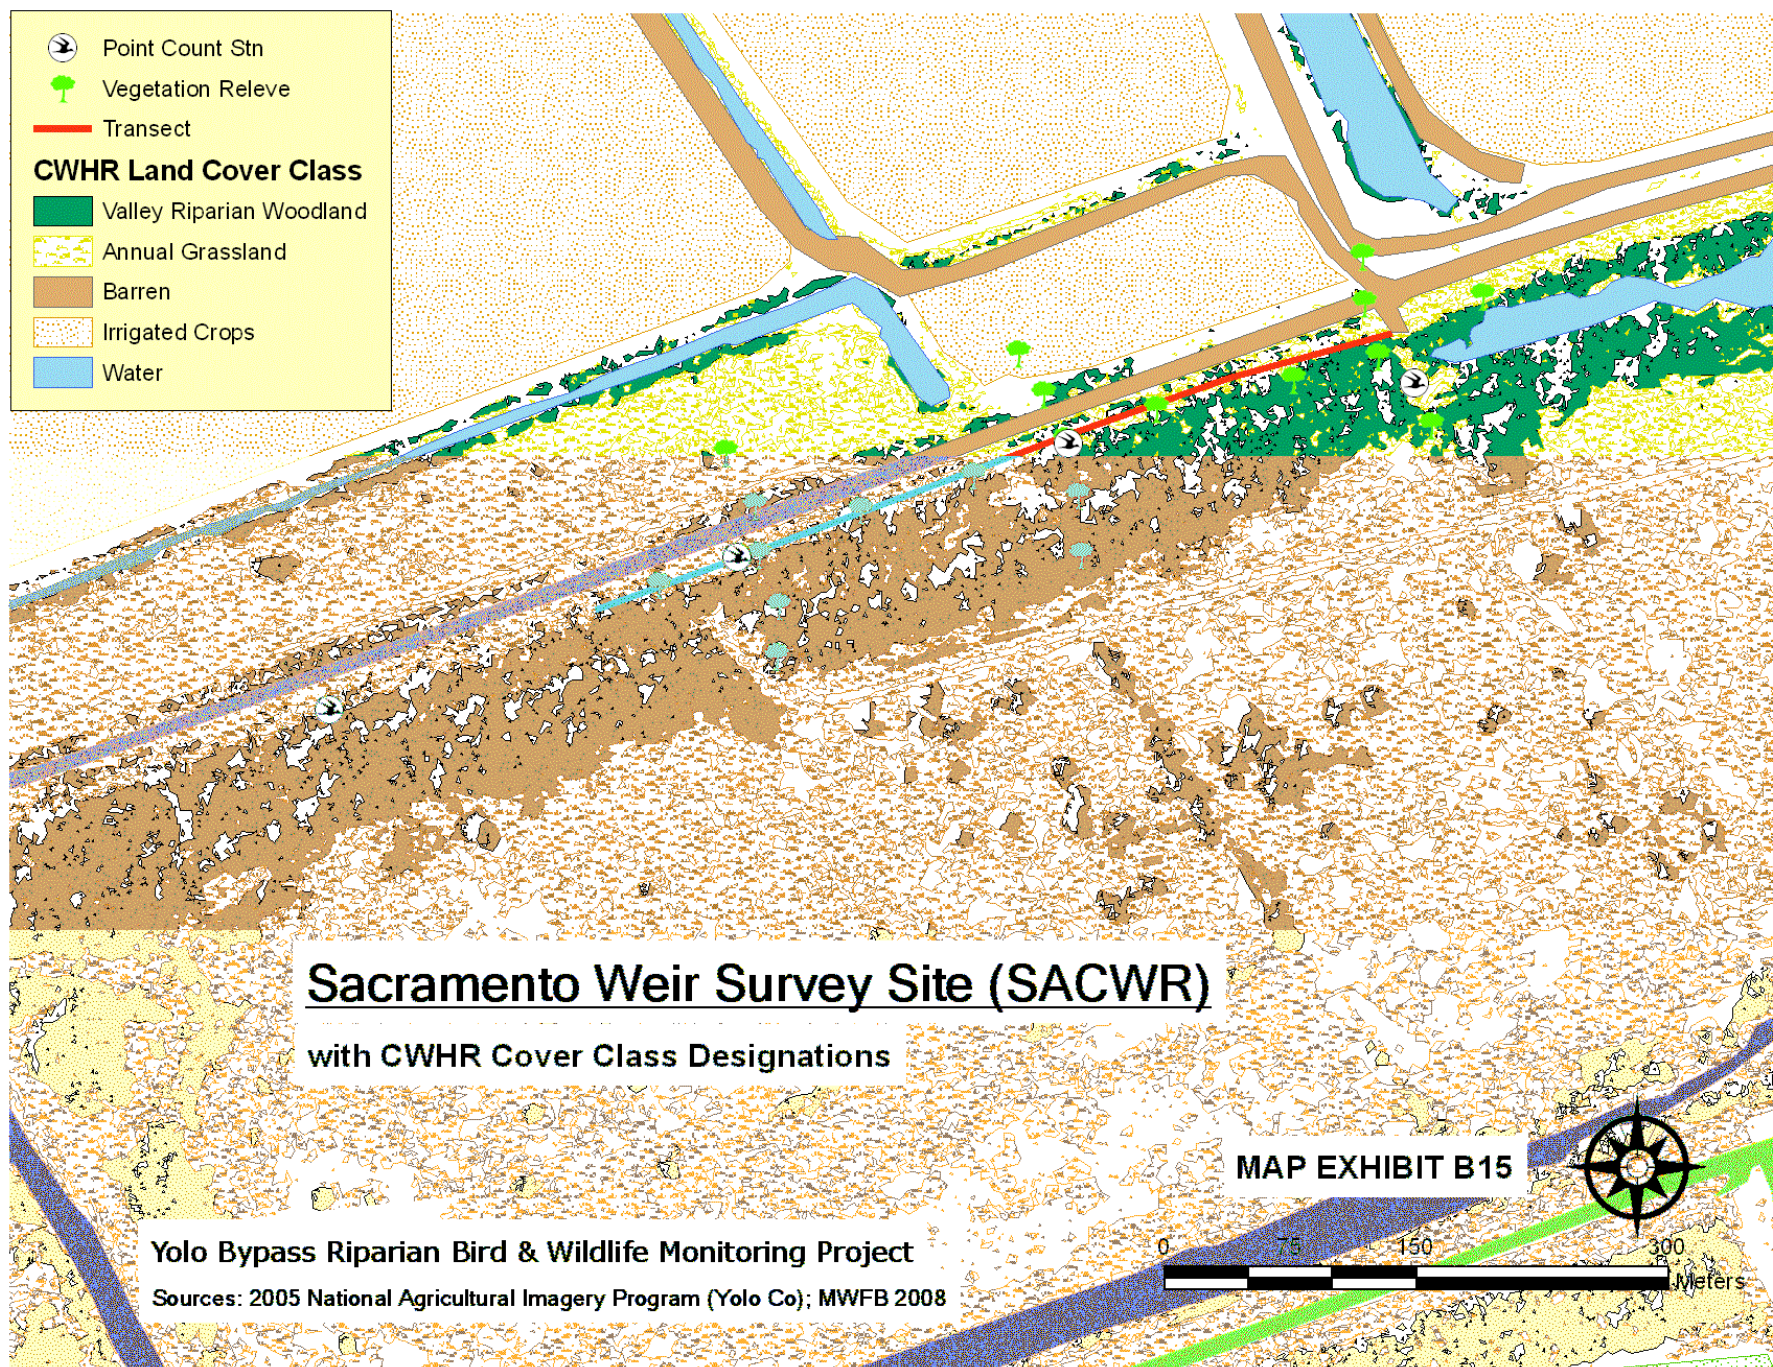 Point Count Stn
Vegetation Releve
Transect
CWHR Land Cover Class
Valley Riparian Woodland
Annual Grassland
Barren
Irrigated Crops
Water
Sacramento Weir Survey Site (SACWR)
with CWHR Cover Class Designations
MAP EXHIBIT B15
Yolo Bypass Riparian Bird & Wildlife Monitoring Project
Sources: 2005 National Agricultural Imagery Program (Yolo Co); MWFB 2008
0 75 150 300
Meters